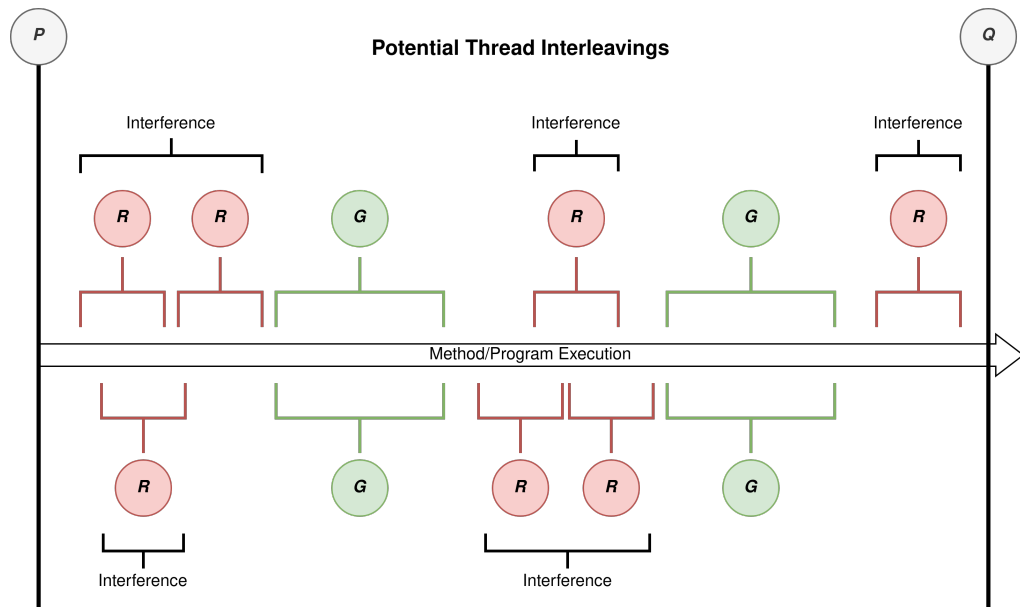 P
Q
Potential Thread Interleavings
Interference
Interference
Interference
R
R
G
R
G
R
Method/Program Execution
R
G
R
R
G
Interference
Interference